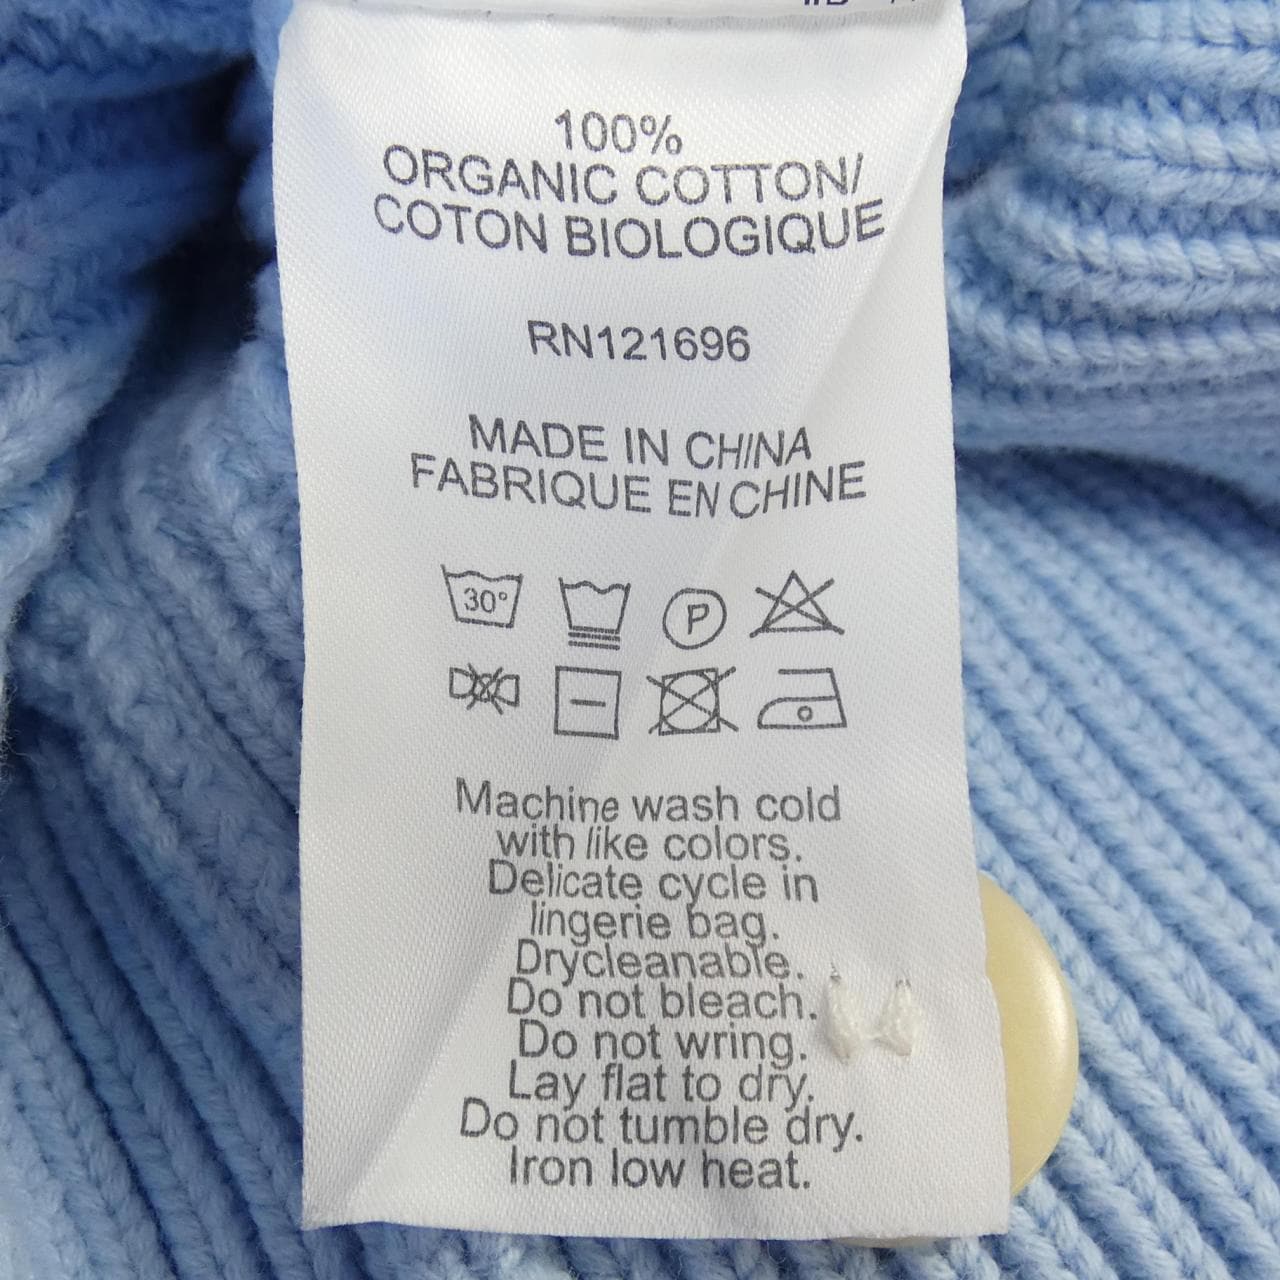 100%
ORGANIC COTTON/
COTON BIOLOGIQUE
RN121696
MADE IN CHINA
FABRIQUE EN CHINE
30°
P
Machine wash cold
with like colors.
Delicate cycle in
lingerie bag.
Drycleanable.
Do not bleach.
Do not wring.
Lay flat to dry.
Do not tumble dry.
Iron low heat.